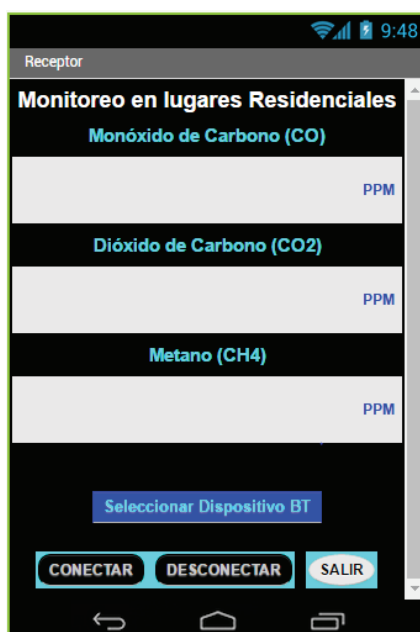 9:48
Receptor
Monitoreo en lugares Residenciales
Monóxido de Carbono (CO)
PPM
Dióxido de Carbono (CO2)
PPM
Metano (CH4)
PPM
Seleccionar Dispositivo BT
CONECTAR DESCONECTAR SALIR